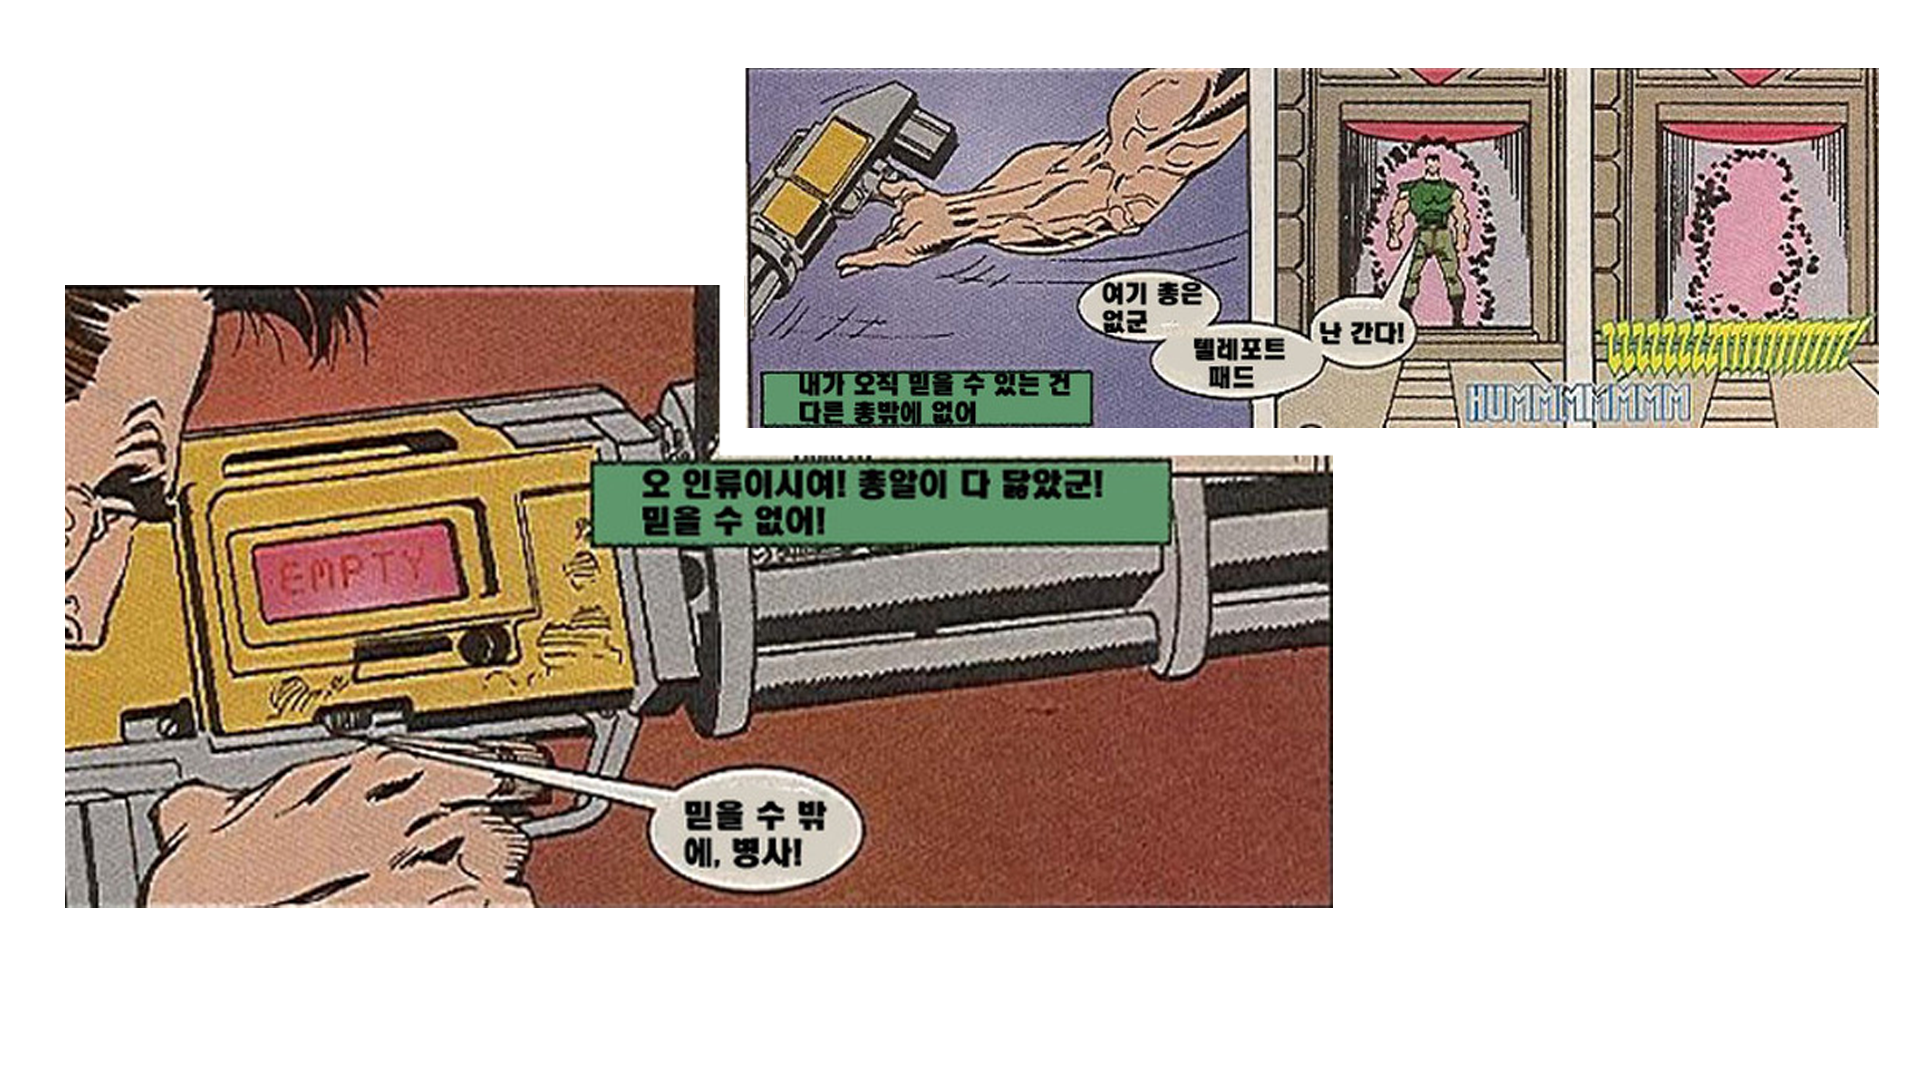 EMPTY
오 인류이시여! 총알이 다 닳았군!
믿을 수 없어!
믿을 수 밖
에, 병사!
내가 오직 믿을 수 있는 건
다른 총밖에 없어
여기 총은
없군
텔레포트
패드
난 간다!
HUMMMMMMM